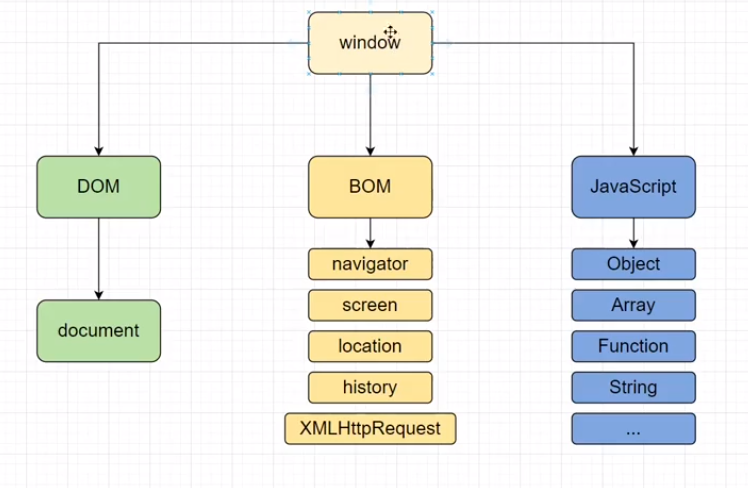 window
DOM
BOM
JavaScript
document
navigator
screen
location
history
XMLHttpRequest
Object
Array
Function
String
...